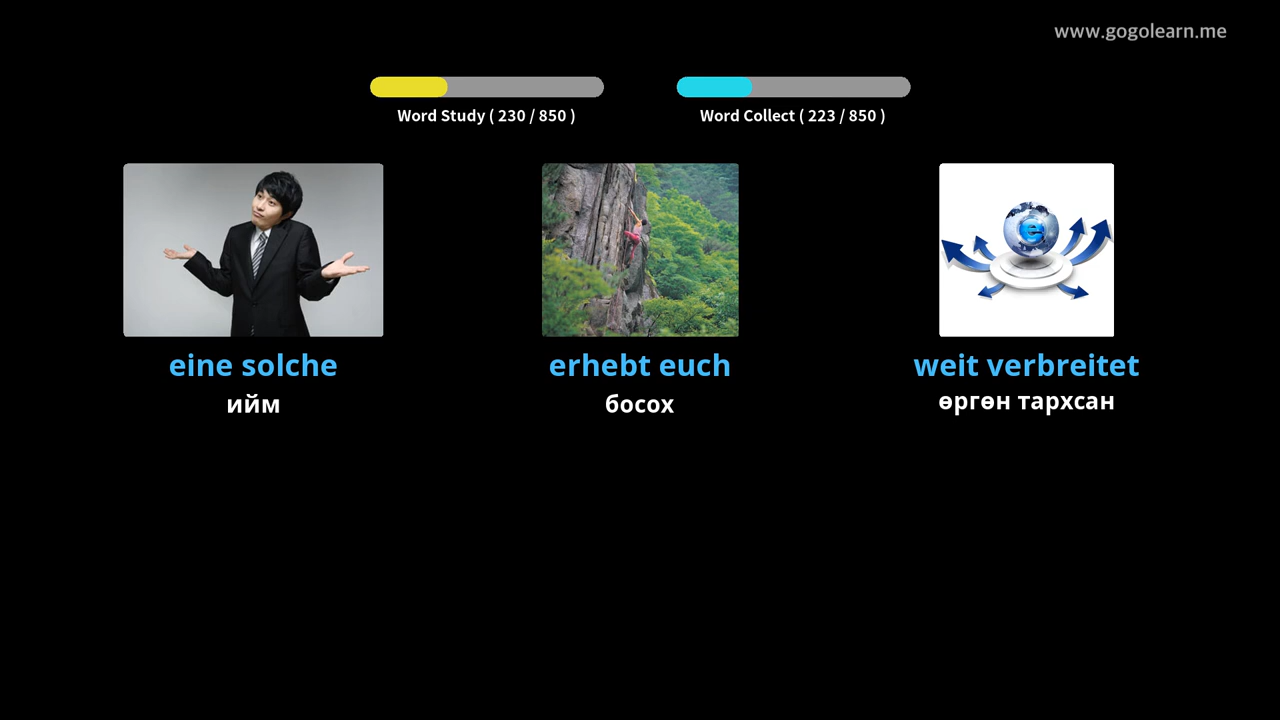 www.gogolearn.me
Word Study ( 230 / 850 )
Word Collect ( 223 / 850 )
eine solche
ийм
erhebt euch
босох
weit verbreitet
өргөн тархсан